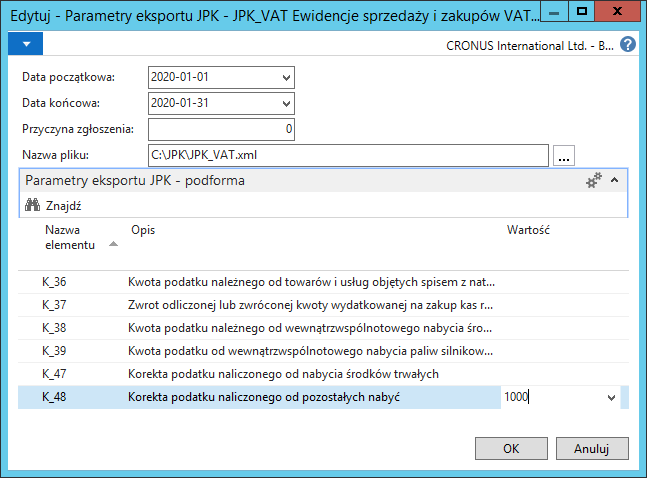 Edytuj - Parametry eksportu JPK - JPK_VAT Ewidencje sprzedaży i zakupów VAT...
CRONUS International Ltd. - B...
Data początkowa: 2020-01-01
Data końcowa: 2020-01-31
Przyczyna zgłoszenia: 0
Nazwa pliku: C:\JPK\JPK_VAT.xml ...
Parametry eksportu JPK - podforma
Znajdź
Nazwa elementu Opis Wartość
K_36 Kwota podatku należnego od towarów i usług objętych spisem z nat...
K_37 Zwrot odliczonej lub zwróconej kwoty wydatkowanej na zakup kas r...
K_38 Kwota podatku należnego od wewnątrzwspólnotowego nabycia śro...
K_39 Kwota podatku od wewnątrzwspólnotowego nabycia paliw silnikow...
K_47 Korekta podatku naliczonego od nabycia środków trwałych
K_48 Korekta podatku naliczonego od pozostałych nabyć 1000
OK Anuluj